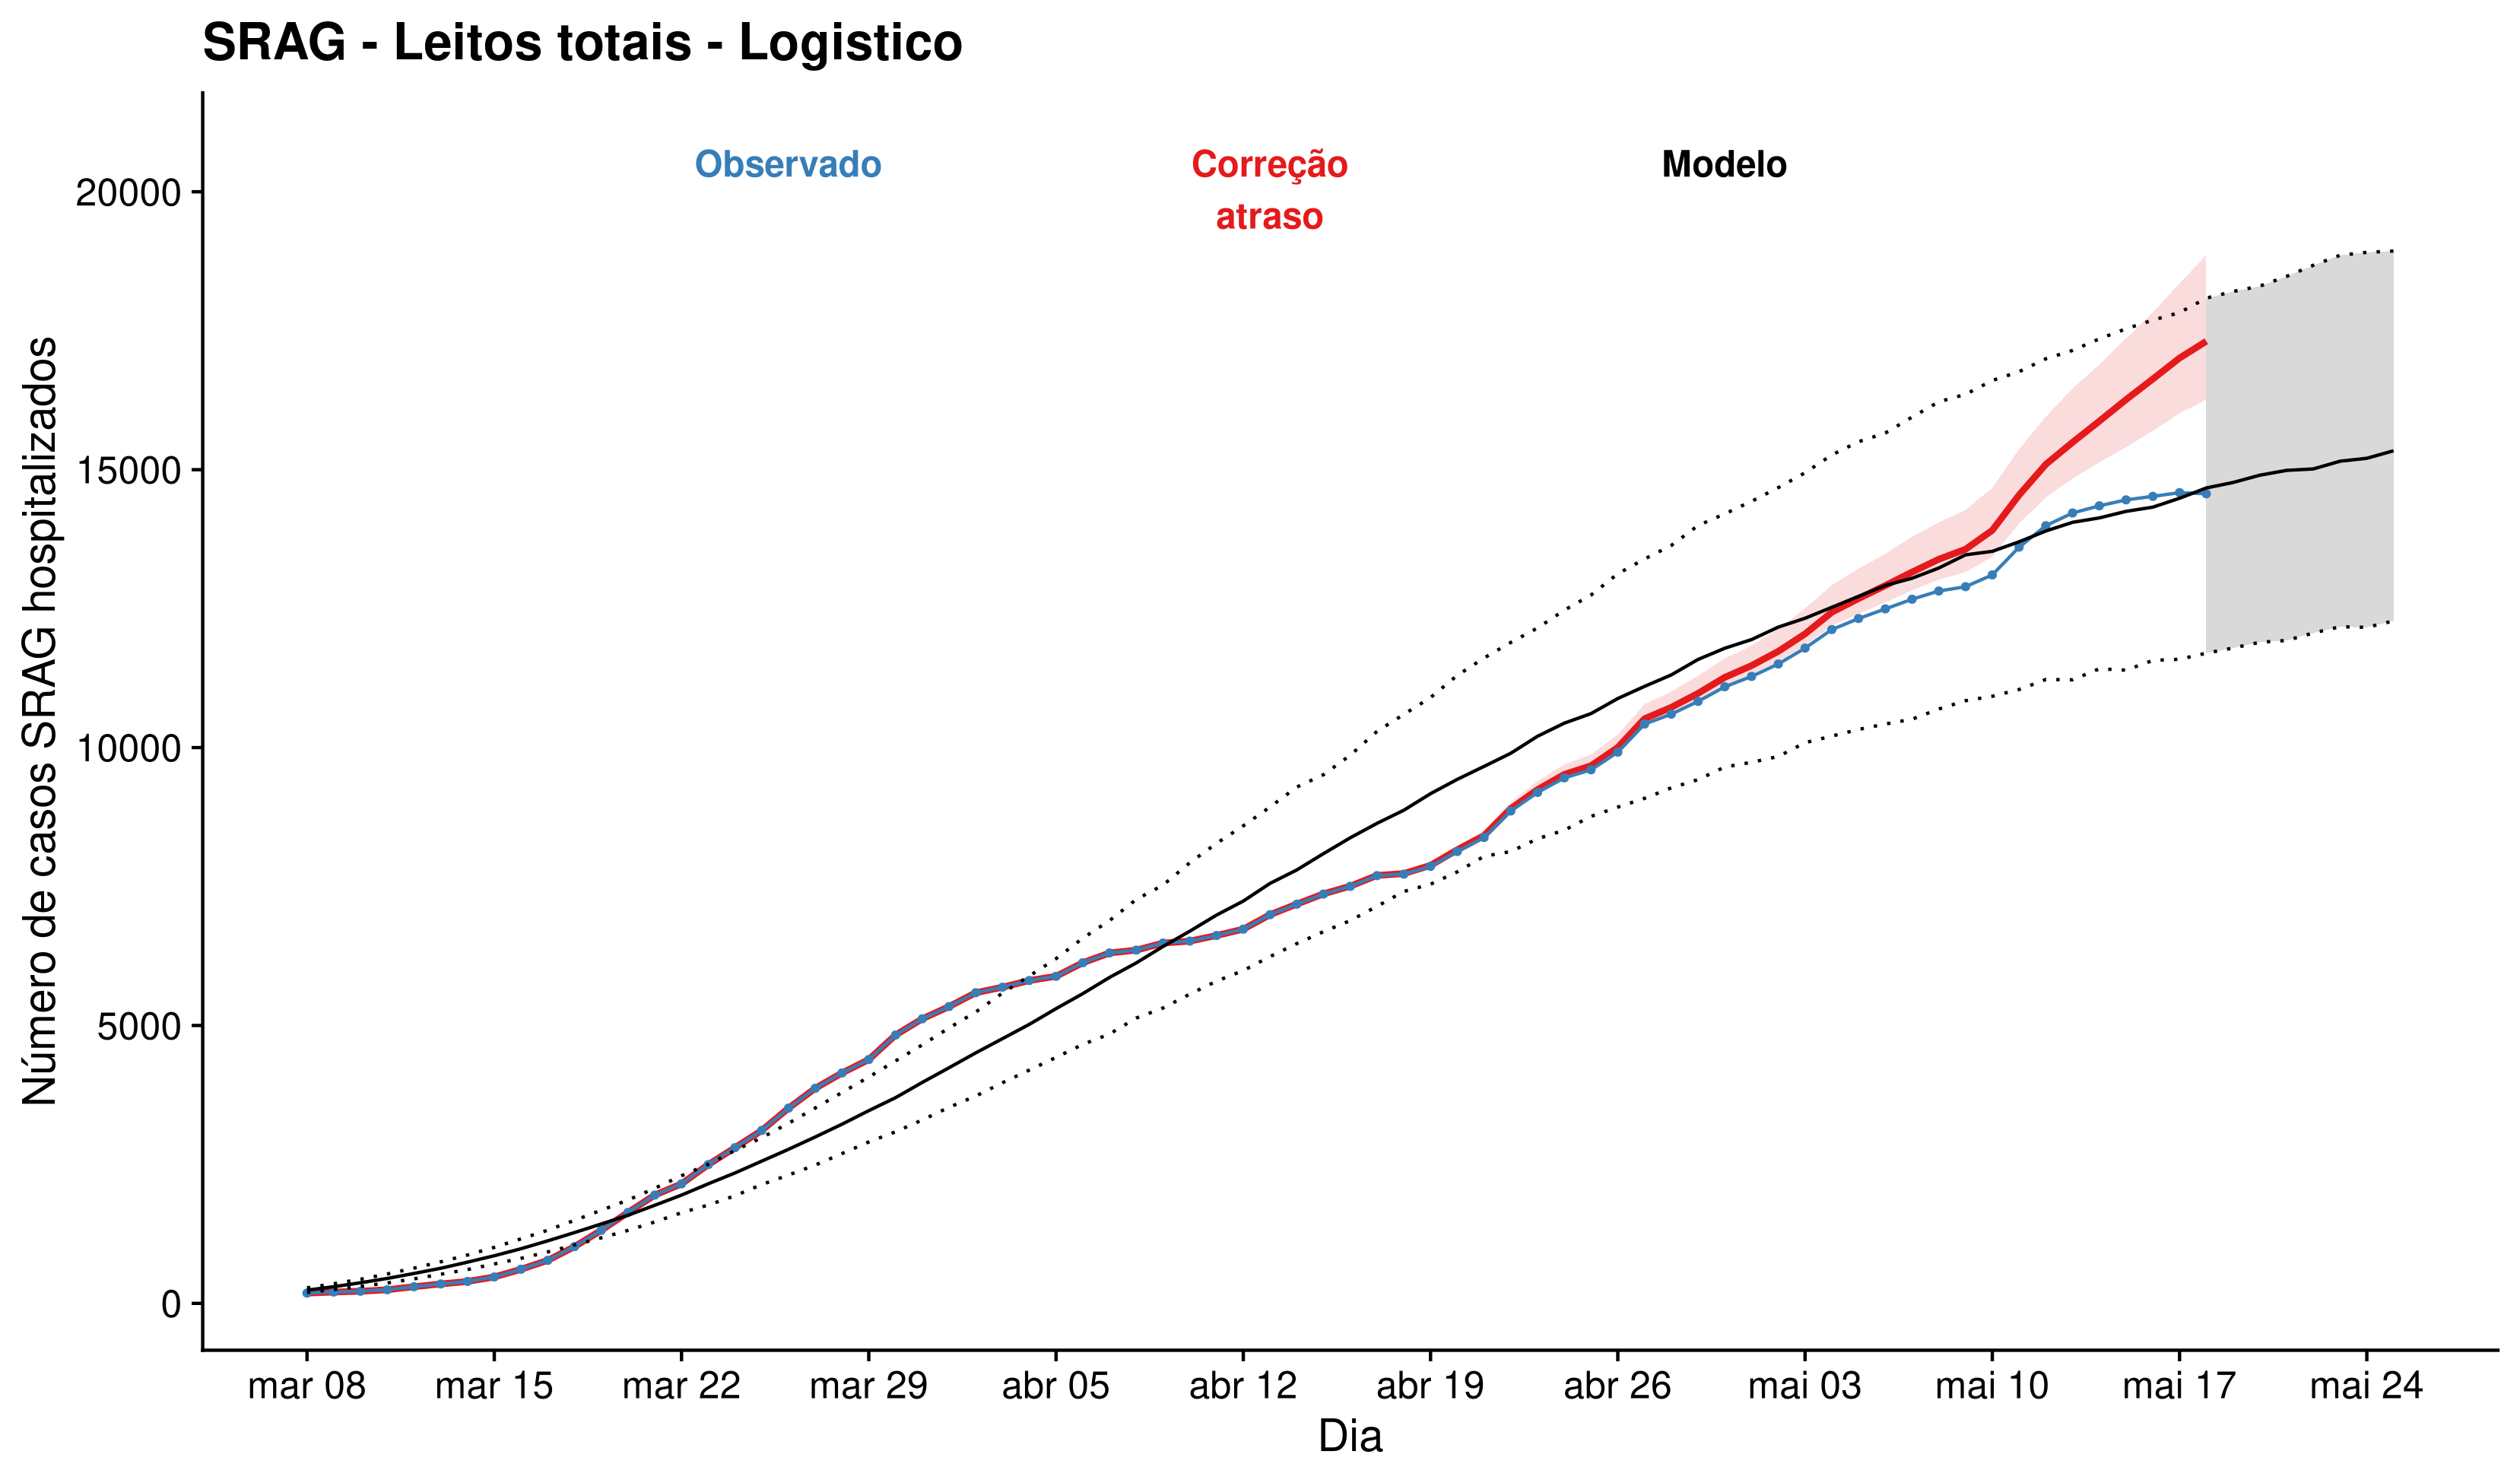 SRAG - Leitos totais - Logistico
Observado
Correção
atraso
Modelo
Número de casos SRAG hospitalizados
20000
15000
10000
5000
0
mar 08
mar 15
mar 22
mar 29
abr 05
abr 12
abr 19
abr 26
mai 03
mai 10
mai 17
mai 24
Dia